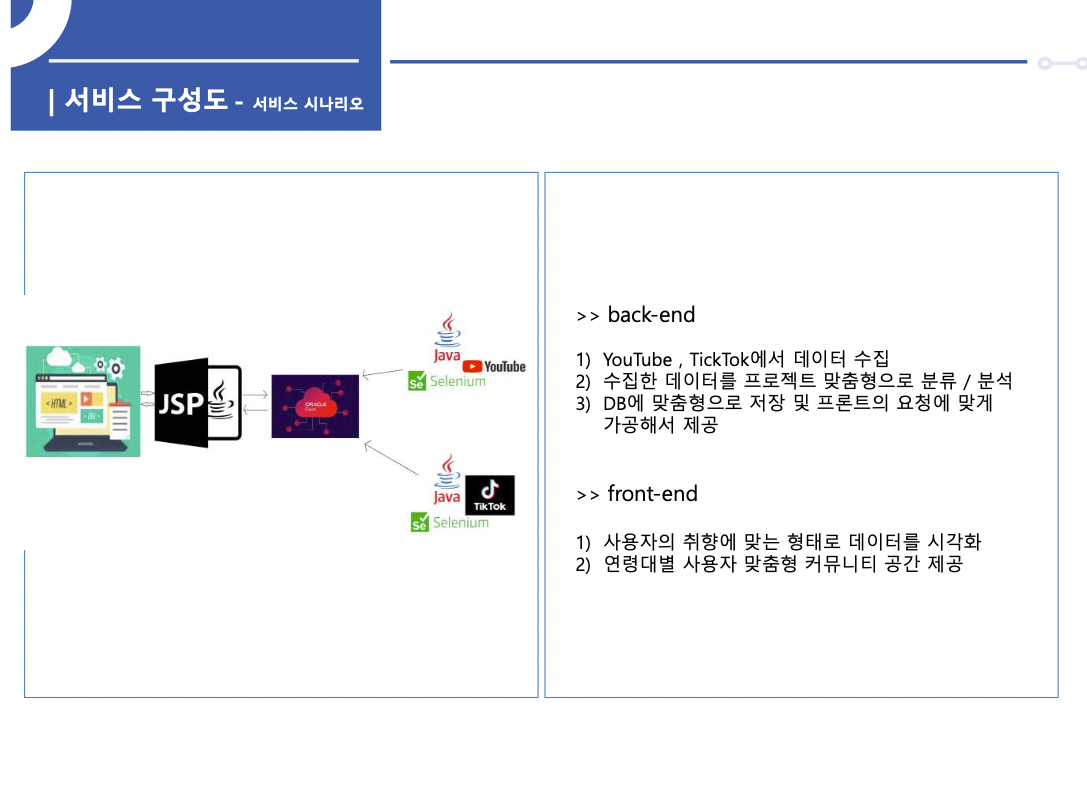 | 서비스 구성도 - 서비스 시나리오
<HTML>
JSP
ORACLE
Cloud
Java
YouTube
Se Selenium
Java
TikTok
Se Selenium
>> back-end
1) YouTube , TickTok에서 데이터 수집
2) 수집한 데이터를 프로젝트 맞춤형으로 분류 / 분석
3) DB에 맞춤형으로 저장 및 프론트의 요청에 맞게
가공해서 제공
>> front-end
1) 사용자의 취향에 맞는 형태로 데이터를 시각화
2) 연령대별 사용자 맞춤형 커뮤니티 공간 제공